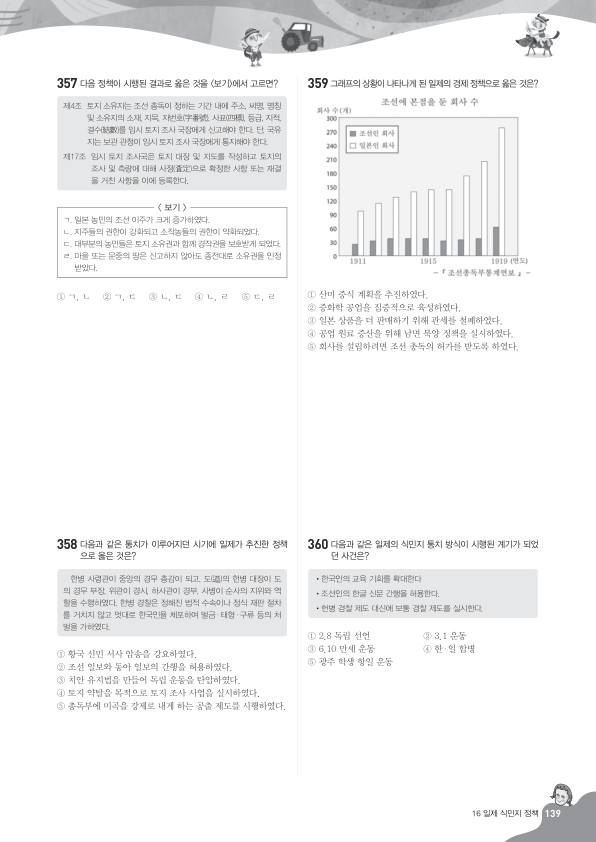 357 다음 정책이 시행된 결과로 옳은 것을 〈보기〉에서 고르면?
제4조 토지 소유자는 조선 총독이 정하는 기간 내에 주소, 씨명, 명칭
및 소유지의 소재, 지목, 자번호(字番號), 사표(四標), 등급, 지적,
결수(結數)를 임시 토지 조사 국장에게 신고해야 한다. 단, 국유
지는 보관 관청이 임시 토지 조사 국장에게 통지해야 한다.
제17조 임시 토지 조사국은 토지 대장 및 지도를 작성하고 토지의
조사 및 측량에 대해 사정(査定)으로 확정한 사항 또는 재결
을 거친 사항을 이에 등록한다.
〈 보기 〉
ㄱ. 일본 농민의 조선 이주가 크게 증가하였다.
ㄴ. 지주들의 권한이 강화되고 소작농들의 권한이 약화되었다.
ㄷ. 대부분의 농민들은 토지 소유권과 함께 경작권을 보호받게 되었다.
ㄹ. 마을 또는 문중의 땅은 신고하지 않아도 종전대로 소유권을 인정
받았다.
① ㄱ, ㄴ ② ㄱ, ㄷ ③ ㄴ, ㄷ ④ ㄴ, ㄹ ⑤ ㄷ, ㄹ
358 다음과 같은 통치가 이루어지던 시기에 일제가 추진한 정책
으로 옳은 것은?
헌병 사령관이 중앙의 경무 총감이 되고, 도(道)의 헌병 대장이 도
의 경무 부장, 위관이 경시, 하사관이 경부, 사병이 순사의 지위와 역
할을 수행하였다. 헌병 경찰은 정해진 법적 수속이나 정식 재판 절차
를 거치지 않고 멋대로 한국인을 체포하여 벌금·태형·구류 등의 처
벌을 가하였다.
① 황국 신민 서사 암송을 강요하였다.
② 조선 일보와 동아 일보의 간행을 허용하였다.
③ 치안 유지법을 만들어 독립 운동을 탄압하였다.
④ 토지 약탈을 목적으로 토지 조사 사업을 실시하였다.
⑤ 총독부에 미곡을 강제로 내게 하는 공출 제도를 시행하였다.
359 그래프의 상황이 나타나게 된 일제의 경제 정책으로 옳은 것은?
조선에 본점을 둔 회사 수
회사 수(개)
300
270
240
210
180
150
120
90
60
30
0
조선인 회사
일본인 회사
1911 1915 1919 (연도)
-『조선총독부통계연보』-
① 산미 증식 계획을 추진하였다.
② 중화학 공업을 집중적으로 육성하였다.
③ 일본 상품을 더 판매하기 위해 관세를 철폐하였다.
④ 공업 원료 증산을 위해 남면 북양 정책을 실시하였다.
⑤ 회사를 설립하려면 조선 총독의 허가를 받도록 하였다.
360 다음과 같은 일제의 식민지 통치 방식이 시행된 계기가 되었
던 사건은?
• 한국인의 교육 기회를 확대한다
• 조선인의 한글 신문 간행을 허용한다.
• 헌병 경찰 제도 대신에 보통 경찰 제도를 실시한다.
① 2.8 독립 선언 ② 3.1 운동
③ 6.10 만세 운동 ④ 한·일 합병
⑤ 광주 학생 항일 운동
16 일제 식민지 정책 139